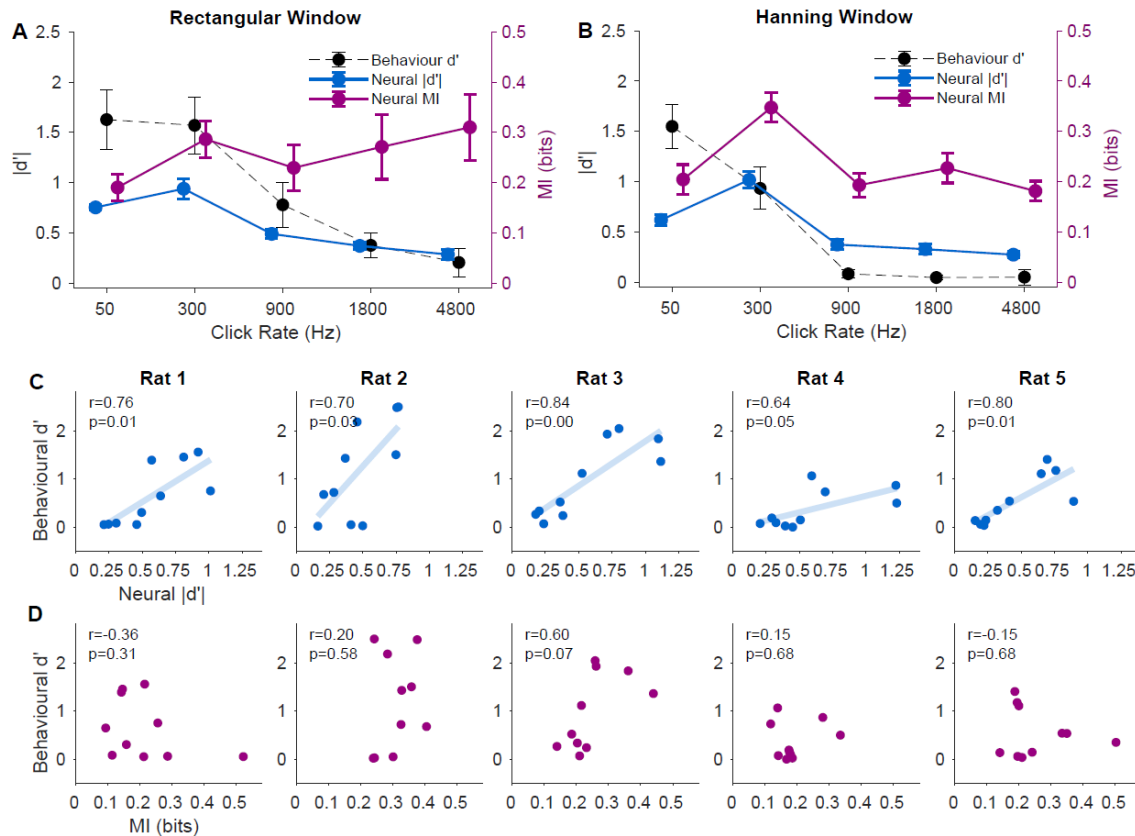 Rectangular Window
Hanning Window
A
B
2.5
2
1.5
1
0.5
0
|d'|
Behaviour d'
Neural |d'|
Neural MI
0.5
0.4
0.3
0.2
0.1
0
MI (bits)
50 300 900 1800 4800
Click Rate (Hz)
2.5
2
1.5
1
0.5
0
|d'|
Behaviour d'
Neural |d'|
Neural MI
0.5
0.4
0.3
0.2
0.1
0
MI (bits)
50 300 900 1800 4800
Click Rate (Hz)
C
Rat 1 Rat 2 Rat 3 Rat 4 Rat 5
r=0.76 r=0.70 r=0.84 r=0.64 r=0.80
p=0.01 p=0.03 p=0.00 p=0.05 p=0.01
Behavioural d'
2 2 2 2 2
1 1 1 1 1
0 0 0 0 0
0 0.25 0.5 0.75 1 1.25 0 0.25 0.5 0.75 1 1.25 0 0.25 0.5 0.75 1 1.25 0 0.25 0.5 0.75 1 1.25 0 0.25 0.5 0.75 1 1.25
Neural |d'|
D
r=-0.36 r=0.20 r=0.60 r=0.15 r=-0.15
p=0.31 p=0.58 p=0.07 p=0.68 p=0.68
Behavioural d'
2 2 2 2 2
1 1 1 1 1
0 0 0 0 0
0 0.1 0.2 0.3 0.4 0.5 0 0.1 0.2 0.3 0.4 0.5 0 0.1 0.2 0.3 0.4 0.5 0 0.1 0.2 0.3 0.4 0.5 0 0.1 0.2 0.3 0.4 0.5
MI (bits)